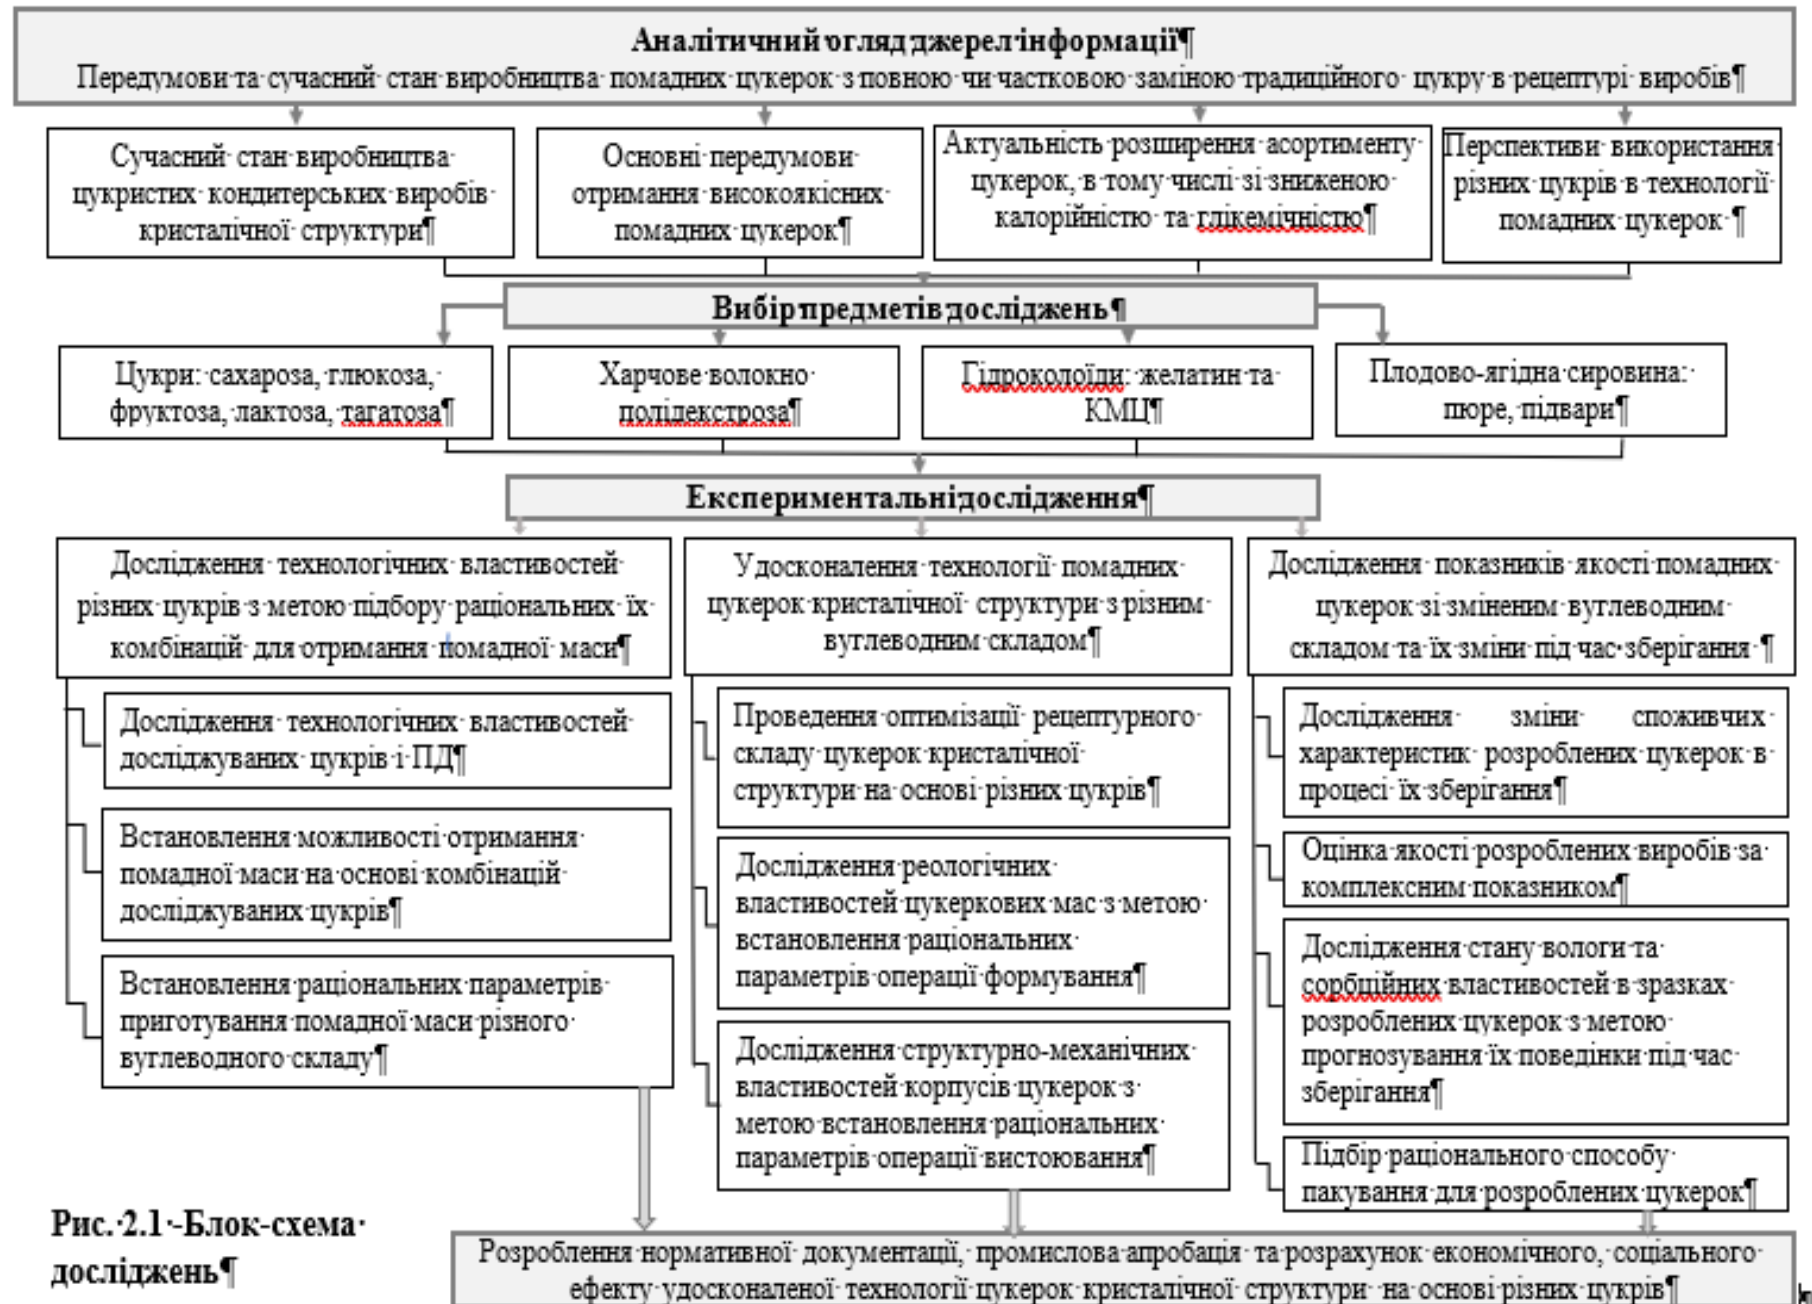 Аналітичний огляд джерел інформації¶
Передумови та сучасний стан виробництва помадних цукерок з повною чи частковою заміною традиційного цукру в рецептурі виробів¶
Сучасний стан виробництва
цукристих кондитерських виробів
кристалічної структури¶
Основні передумови
отримання високоякісних
помадних цукерок¶
Актуальність розширення асортименту
цукерок, в тому числі зі зниженою
калорійністю та глікемічністю¶
Перспективи використання
різних цукрів в технології
помадних цукерок ¶
Вибір предметів досліджень¶
Цукри: сахароза, глюкоза,
фруктоза, лактоза, тагатоза¶
Харчове волокно
полідекстроза¶
Гідроколоїди: желатин та
КМЦ¶
Плодово-ягідна сировина:
пюре, підвари¶
Експериментальні дослідження¶
Дослідження технологічних властивостей
різних цукрів з метою підбору раціональних їх
комбінацій для отримання помадної маси¶
Дослідження технологічних властивостей
досліджуваних цукрів і ПД¶
Встановлення можливості отримання
помадної маси на основі комбінацій
досліджуваних цукрів¶
Встановлення раціональних параметрів
приготування помадної маси різного
вуглеводного складу¶
Удосконалення технології помадних
цукерок кристалічної структури з різним
вуглеводним складом¶
Проведення оптимізації рецептурного
складу цукерок кристалічної
структури на основі різних цукрів¶
Дослідження реологічних
властивостей цукеркових мас з метою
встановлення раціональних
параметрів операції формування¶
Дослідження структурно-механічних
властивостей корпусів цукерок з
метою встановлення раціональних
параметрів операції вистоювання¶
Дослідження показників якості помадних
цукерок зі зміненим вуглеводним
складом та їх зміни під час зберігання ¶
Дослідження зміни споживчих
характеристик розроблених цукерок в
процесі їх зберігання¶
Оцінка якості розроблених виробів за
комплексним показником¶
Дослідження стану вологи та
сорбційних властивостей в зразках
розроблених цукерок з метою
прогнозування їх поведінки під час
зберігання¶
Підбір раціонального способу
пакування для розроблених цукерок¶
Рис. 2.1 -Блок-схема
досліджень¶
Розроблення нормативної документації, промислова апробація та розрахунок економічного, соціального
ефекту удосконаленої технології цукерок кристалічної структури на основі різних цукрів¶